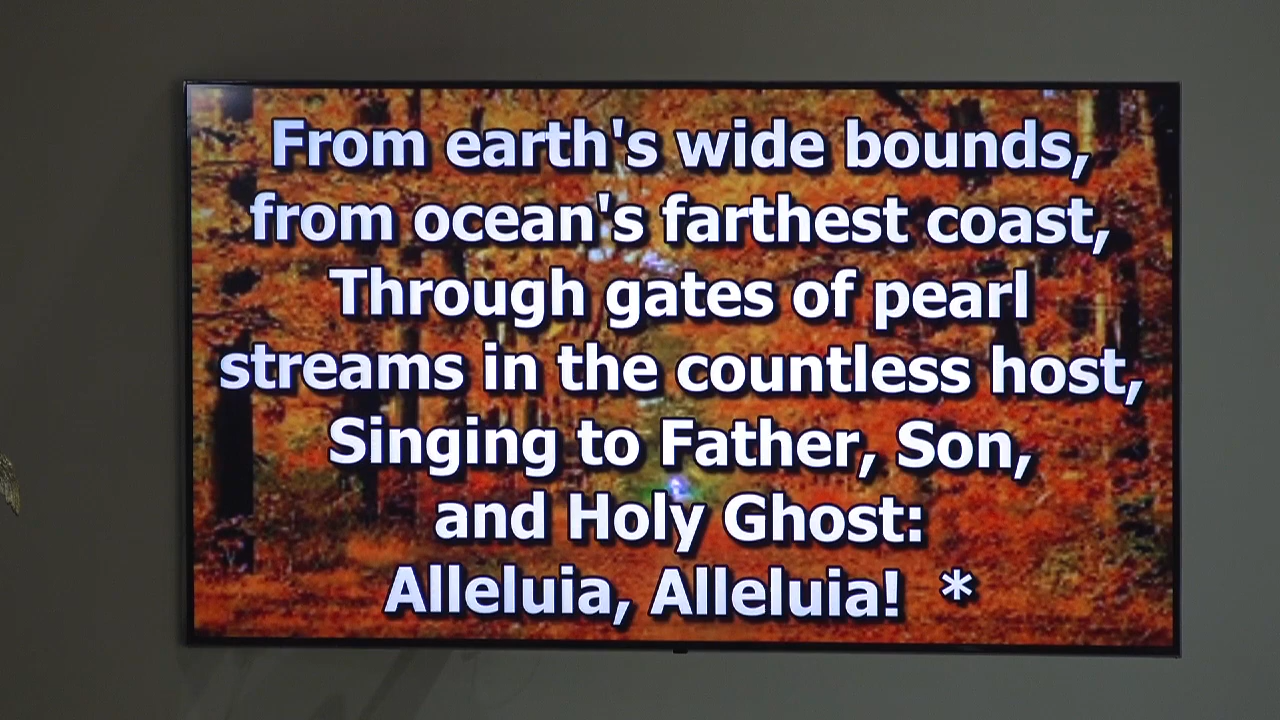 From earth's wide bounds,
from ocean's farthest coast,
Through gates of pearl
streams in the countless host,
Singing to Father, Son,
and Holy Ghost:
Alleluia, Alleluia! *